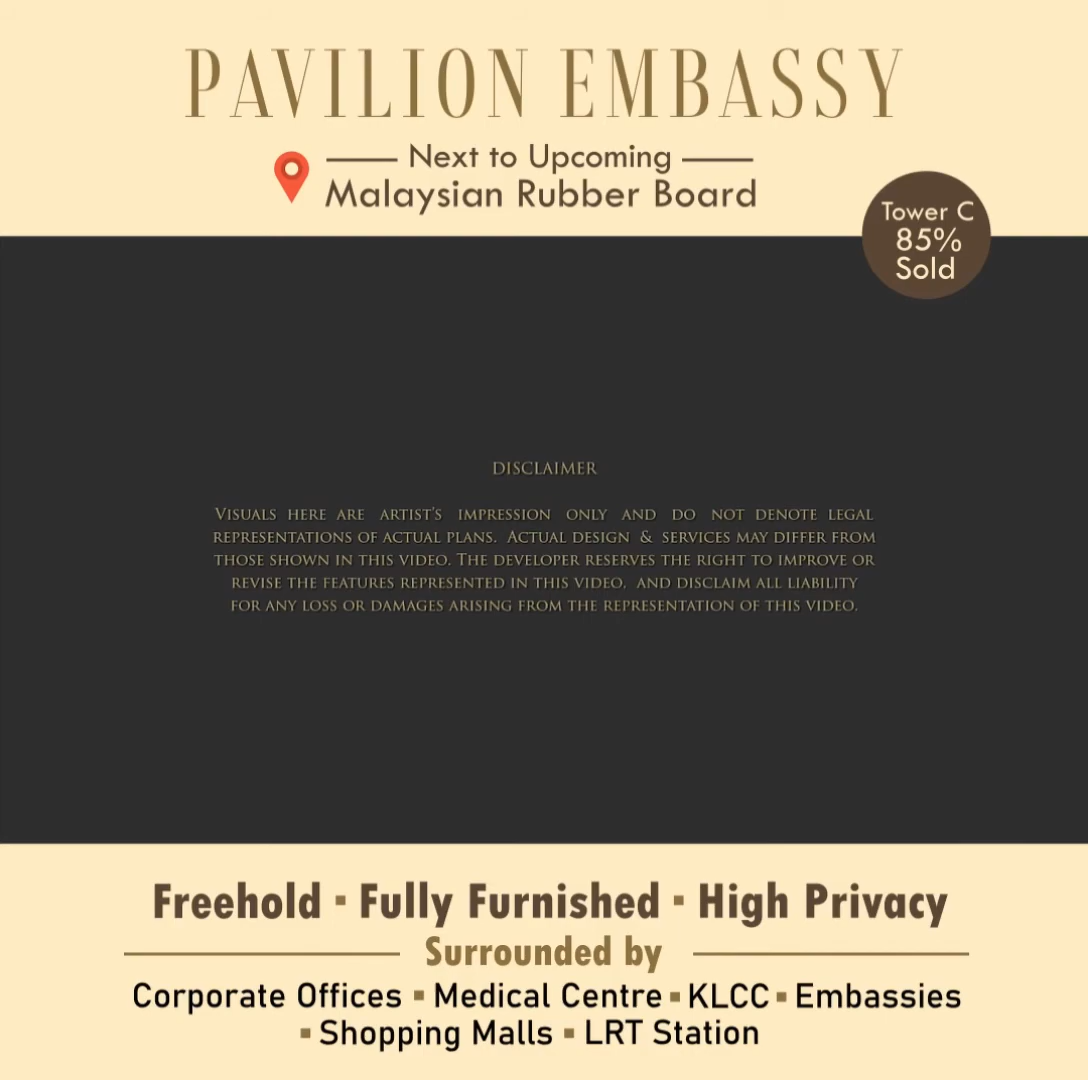 PAVILION EMBASSY
Next to Upcoming
Malaysian Rubber Board
Tower C
85%
Sold
DISCLAIMER
VISUALS HERE ARE ARTIST'S IMPRESSION ONLY AND DO NOT DENOTE LEGAL
REPRESENTATIONS OF ACTUAL PLANS. ACTUAL DESIGN & SERVICES MAY DIFFER FROM
THOSE SHOWN IN THIS VIDEO. THE DEVELOPER RESERVES THE RIGHT TO IMPROVE OR
REVISE THE FEATURES REPRESENTED IN THIS VIDEO, AND DISCLAIM ALL LIABILITY
FOR ANY LOSS OR DAMAGES ARISING FROM THE REPRESENTATION OF THIS VIDEO.
Freehold ▪ Fully Furnished ▪ High Privacy
Surrounded by
Corporate Offices ▪ Medical Centre ▪ KLCC ▪ Embassies
▪ Shopping Malls ▪ LRT Station